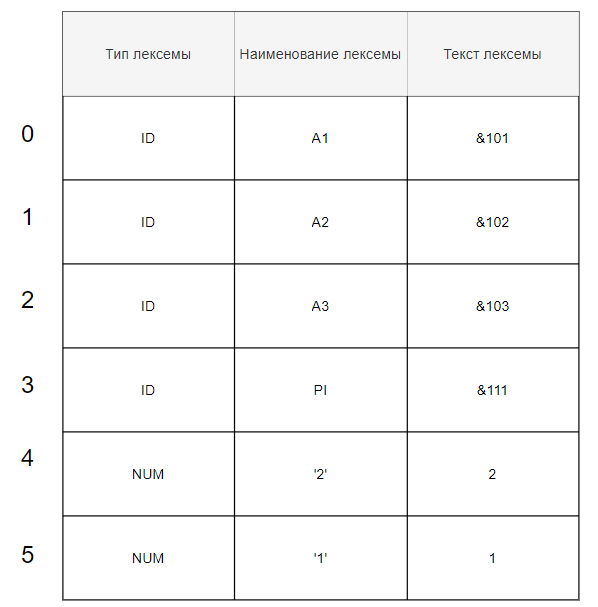 Тип лексемы Наименование лексемы Текст лексемы
0 ID A1 &101
1 ID A2 &102
2 ID A3 &103
3 ID PI &111
4 NUM '2' 2
5 NUM '1' 1